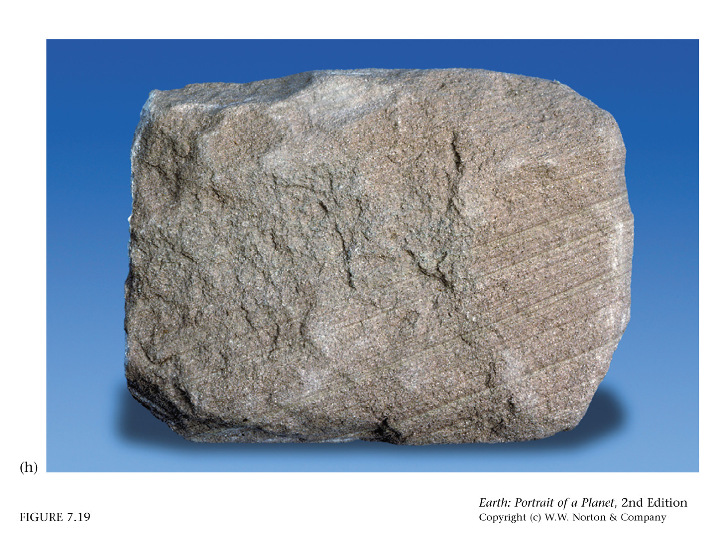 (h)
FIGURE 7.19
Earth: Portrait of a Planet, 2nd Edition
Copyright (c) W.W. Norton & Company